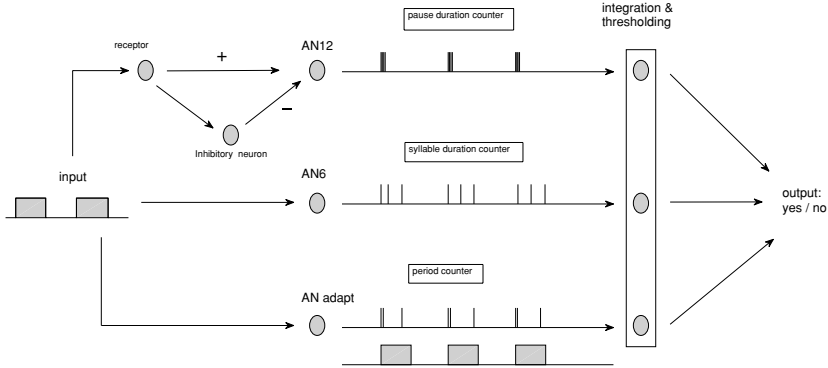 pause duration counter
integration &
thresholding
receptor
+
AN12
−
Inhibitory neuron
syllable duration counter
input
AN6
output:
yes / no
period counter
AN adapt